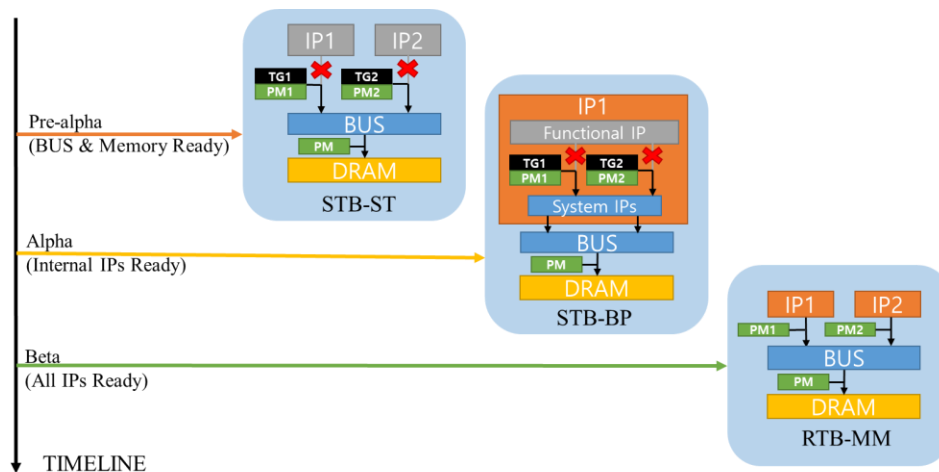 IP1
IP2
TG1
PM1
TG2
PM2
BUS
PM
DRAM
STB-ST
Pre-alpha
(BUS & Memory Ready)
IP1
Functional IP
TG1
PM1
TG2
PM2
System IPs
BUS
PM
DRAM
STB-BP
Alpha
(Internal IPs Ready)
IP1
IP2
PM1
PM2
BUS
PM
DRAM
RTB-MM
Beta
(All IPs Ready)
TIMELINE